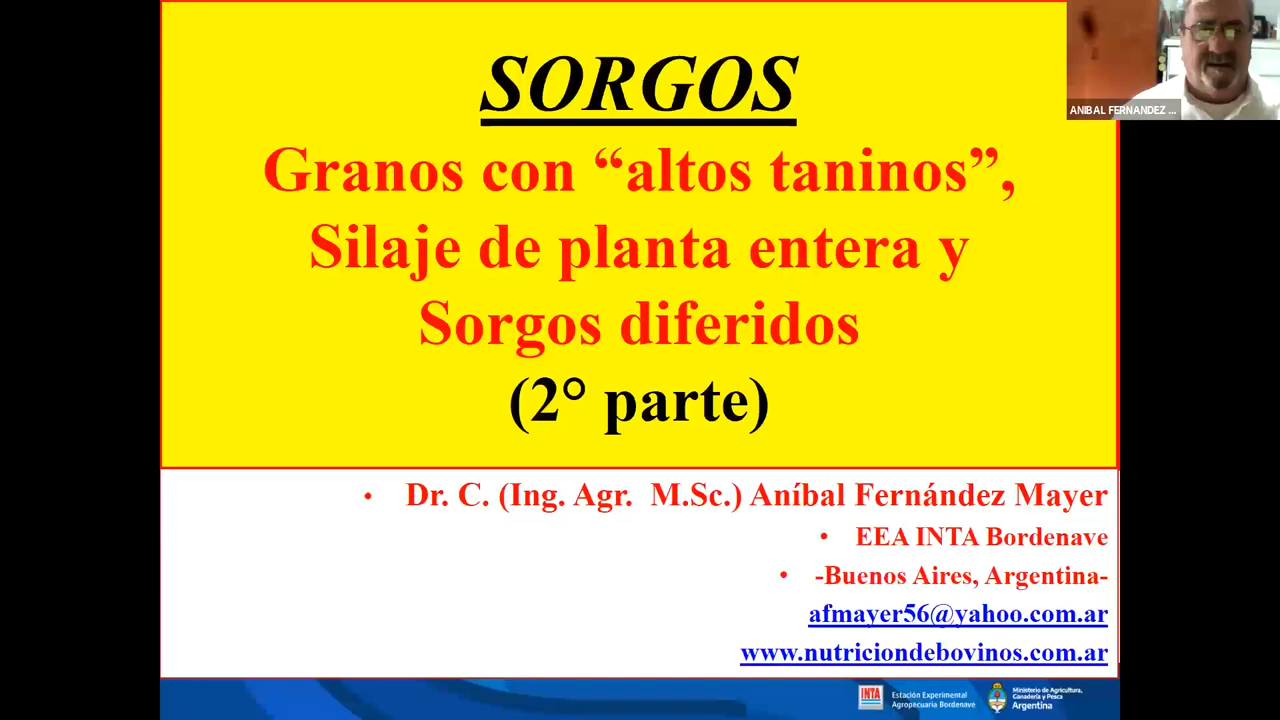 SORGOS
Granos con “altos taninos”,
Silaje de planta entera y
Sorgos diferidos
(2° parte)
• Dr. C. (Ing. Agr. M.Sc.) Aníbal Fernández Mayer
• EEA INTA Bordenave
• -Buenos Aires, Argentina-
afmayer56@yahoo.com.ar
www.nutriciondebovinos.com.ar
ANIBAL FERNANDEZ ...
INTA
Estación Experimental
Agropecuaria Bordenave
Ministerio de Agricultura,
Ganadería y Pesca
Argentina